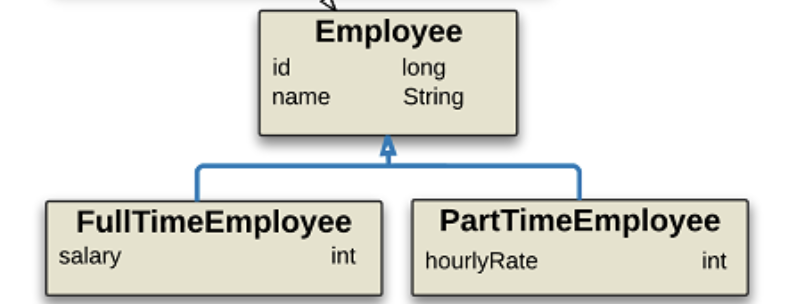 Employee
id long
name String
FullTimeEmployee
salary int
PartTimeEmployee
hourlyRate int